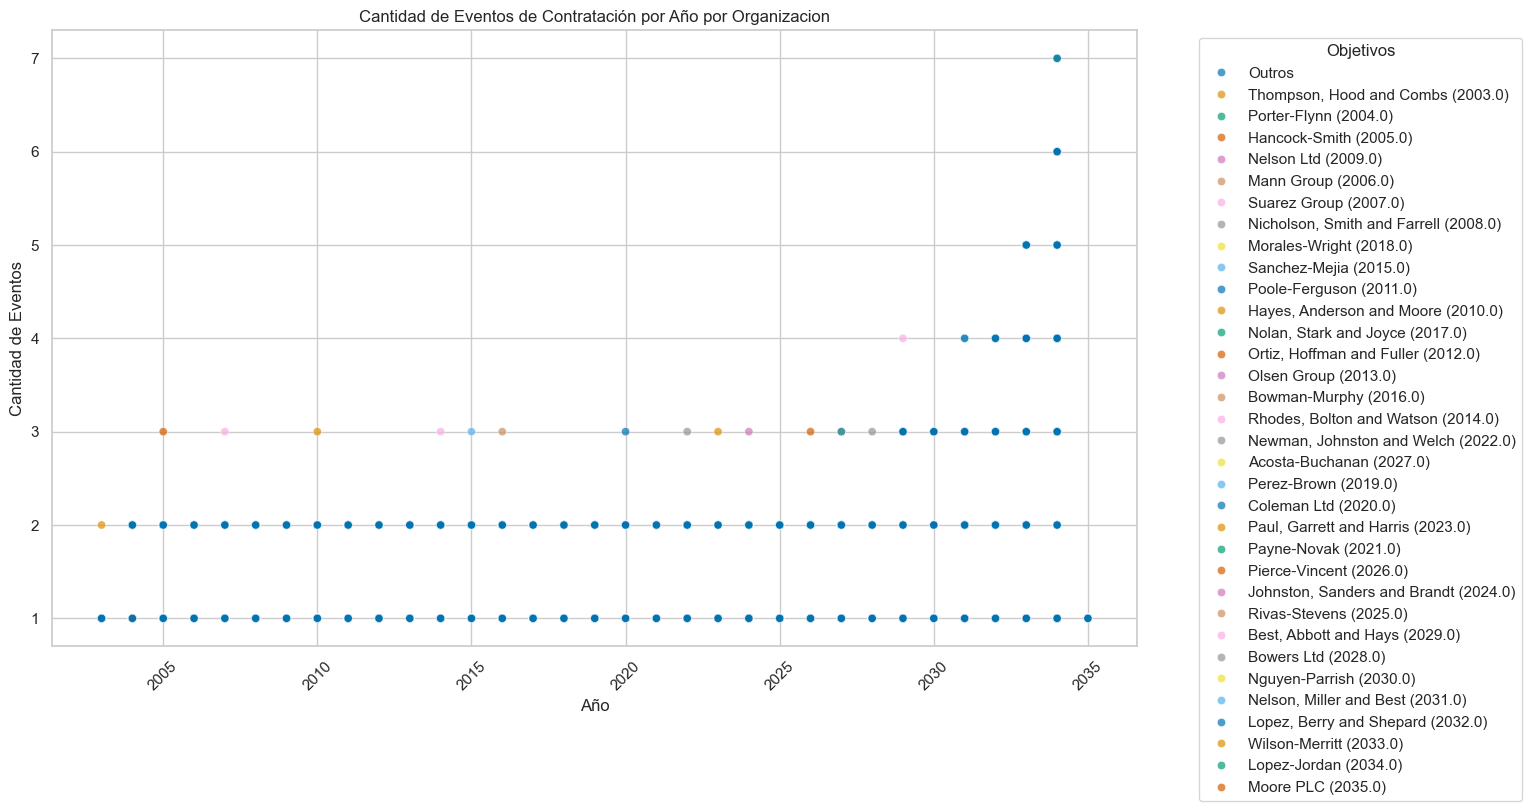 Cantidad de Eventos de Contratación por Año por Organizacion
Cantidad de Eventos
7
6
5
4
3
2
1
2005
2010
2015
2020
2025
2030
2035
Año
Objetivos
Outros
Thompson, Hood and Combs (2003.0)
Porter-Flynn (2004.0)
Hancock-Smith (2005.0)
Nelson Ltd (2009.0)
Mann Group (2006.0)
Suarez Group (2007.0)
Nicholson, Smith and Farrell (2008.0)
Morales-Wright (2018.0)
Sanchez-Mejia (2015.0)
Poole-Ferguson (2011.0)
Hayes, Anderson and Moore (2010.0)
Nolan, Stark and Joyce (2017.0)
Ortiz, Hoffman and Fuller (2012.0)
Olsen Group (2013.0)
Bowman-Murphy (2016.0)
Rhodes, Bolton and Watson (2014.0)
Newman, Johnston and Welch (2022.0)
Acosta-Buchanan (2027.0)
Perez-Brown (2019.0)
Coleman Ltd (2020.0)
Paul, Garrett and Harris (2023.0)
Payne-Novak (2021.0)
Pierce-Vincent (2026.0)
Johnston, Sanders and Brandt (2024.0)
Rivas-Stevens (2025.0)
Best, Abbott and Hays (2029.0)
Bowers Ltd (2028.0)
Nguyen-Parrish (2030.0)
Nelson, Miller and Best (2031.0)
Lopez, Berry and Shepard (2032.0)
Wilson-Merritt (2033.0)
Lopez-Jordan (2034.0)
Moore PLC (2035.0)